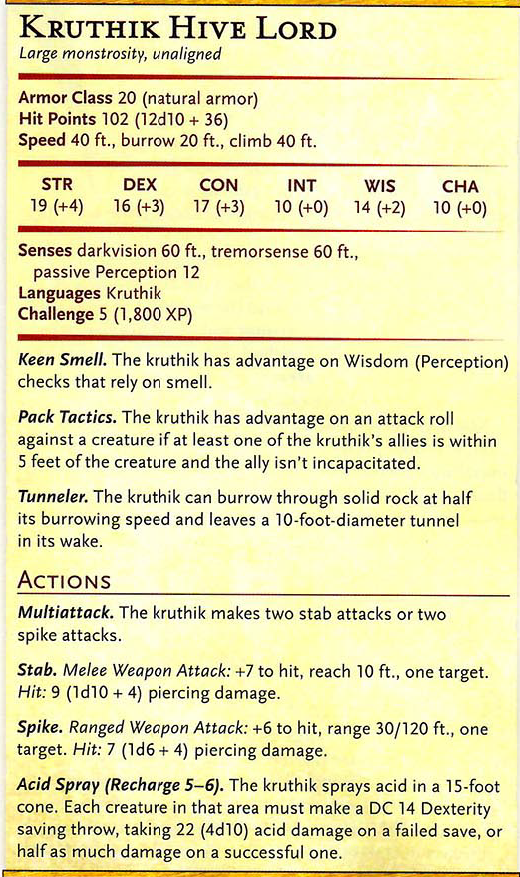 KRUTHIK HIVE LORD
Large monstrosity, unaligned
Armor Class 20 (natural armor)
Hit Points 102 (12d10 + 36)
Speed 40 ft., burrow 20 ft., climb 40 ft.
STR DEX CON INT WIS CHA
19 (+4) 16 (+3) 17 (+3) 10 (+0) 14 (+2) 10 (+0)
Senses darkvision 60 ft., tremorsense 60 ft.,
passive Perception 12
Languages Kruthik
Challenge 5 (1,800 XP)
Keen Smell. The kruthik has advantage on Wisdom (Perception)
checks that rely on smell.
Pack Tactics. The kruthik has advantage on an attack roll
against a creature if at least one of the kruthik's allies is within
5 feet of the creature and the ally isn't incapacitated.
Tunneler. The kruthik can burrow through solid rock at half
its burrowing speed and leaves a 10-foot-diameter tunnel
in its wake.
ACTIONS
Multiattack. The kruthik makes two stab attacks or two
spike attacks.
Stab. Melee Weapon Attack: +7 to hit, reach 10 ft., one target.
Hit: 9 (1d10 + 4) piercing damage.
Spike. Ranged Weapon Attack: +6 to hit, range 30/120 ft., one
target. Hit: 7 (1d6 + 4) piercing damage.
Acid Spray (Recharge 5–6). The kruthik sprays acid in a 15-foot
cone. Each creature in that area must make a DC 14 Dexterity
saving throw, taking 22 (4d10) acid damage on a failed save, or
half as much damage on a successful one.